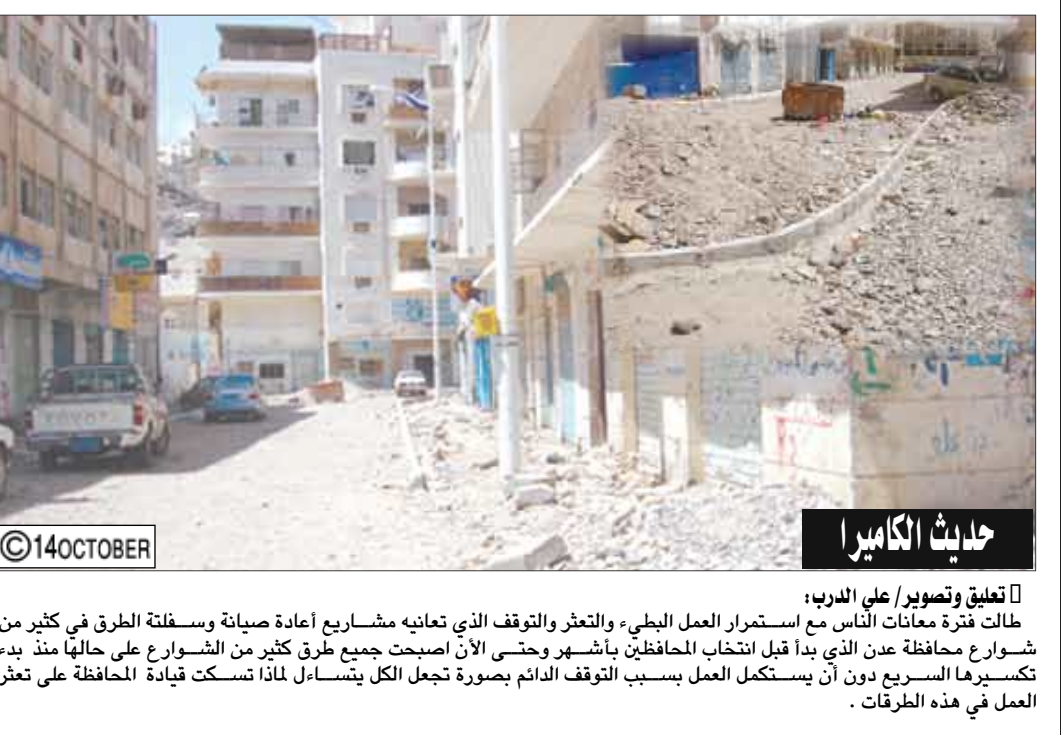 حديث الكاميرا
©14OCTOBER
تعليق وتصوير/ علي الدرب:
طالت فترة معانات الناس مع استمرار العمل البطيء والتعثر والتوقف الذي تعانيه مشاريع أعادة صيانة وسفلتة الطرق في كثير من
شوارع محافظة عدن الذي بدأ قبل انتخاب المحافظين بأشهر وحتى الأن اصبحت جميع طرق كثير من الشوارع على حالها منذ بدء
تكسيرها السريع دون أن يستكمل العمل بسبب التوقف الدائم بصورة تجعل الكل يتساءل لماذا تسكت قيادة المحافظة على تعثر
العمل في هذه الطرقات .